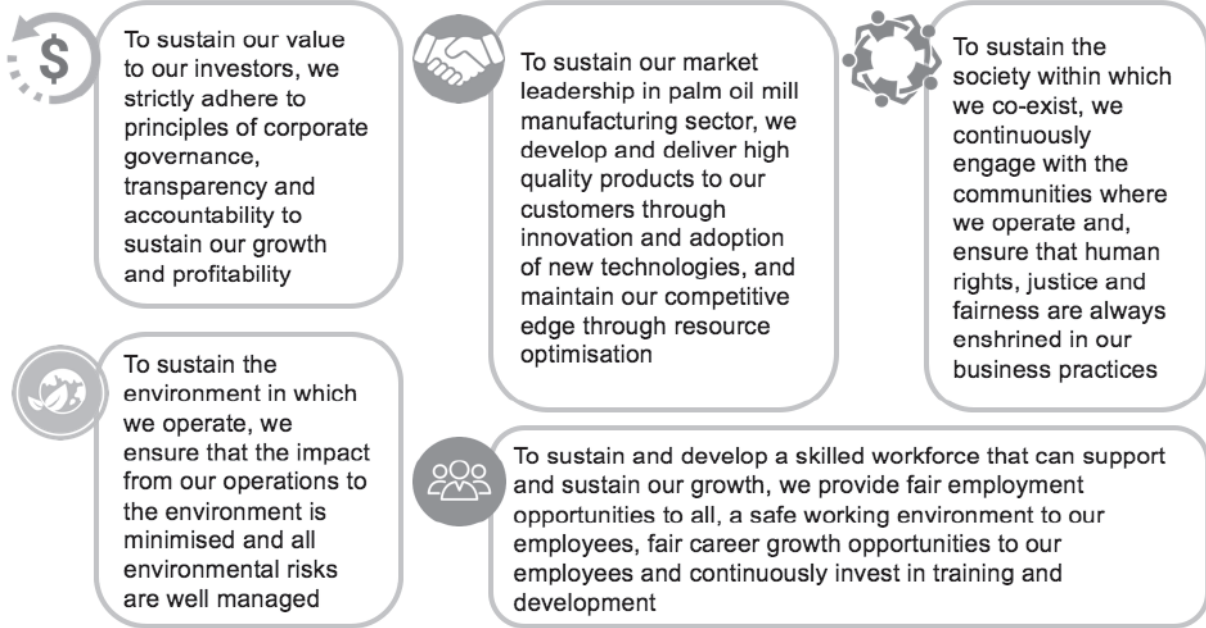 $
To sustain our value
to our investors, we
strictly adhere to
principles of corporate
governance,
transparency and
accountability to
sustain our growth
and profitability
To sustain our market
leadership in palm oil mill
manufacturing sector, we
develop and deliver high
quality products to our
customers through
innovation and adoption
of new technologies, and
maintain our competitive
edge through resource
optimisation
To sustain the
society within which
we co-exist, we
continuously
engage with the
communities where
we operate and,
ensure that human
rights, justice and
fairness are always
enshrined in our
business practices
To sustain the
environment in which
we operate, we
ensure that the impact
from our operations to
the environment is
minimised and all
environmental risks
are well managed
To sustain and develop a skilled workforce that can support
and sustain our growth, we provide fair employment
opportunities to all, a safe working environment to our
employees, fair career growth opportunities to our
employees and continuously invest in training and
development